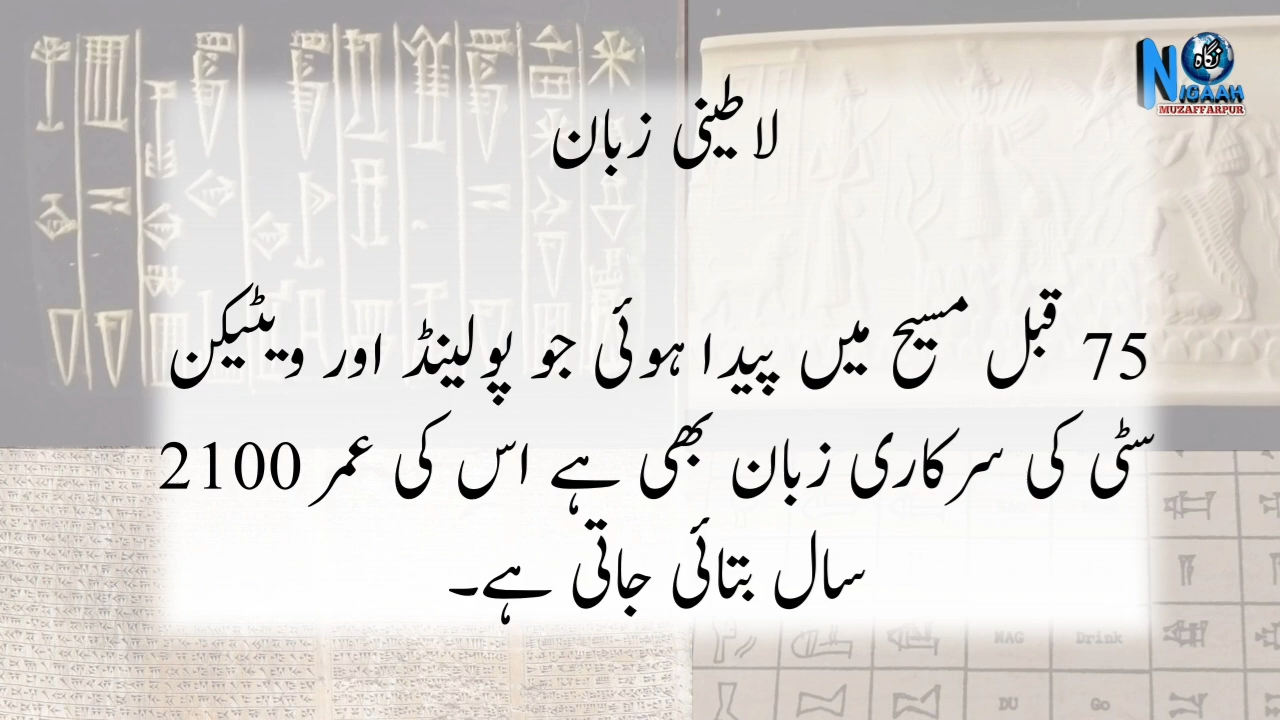 نگاہ
NIGAAH
MUZAFFARPUR
لاطینی زبان
75 قبل مسیح میں پیدا ہوئی جو پولینڈ اور ویٹیکن
سٹی کی سرکاری زبان بھی ہے اس کی عمر 2100
سال بتائی جاتی ہے۔
NAG Drink
DU Go